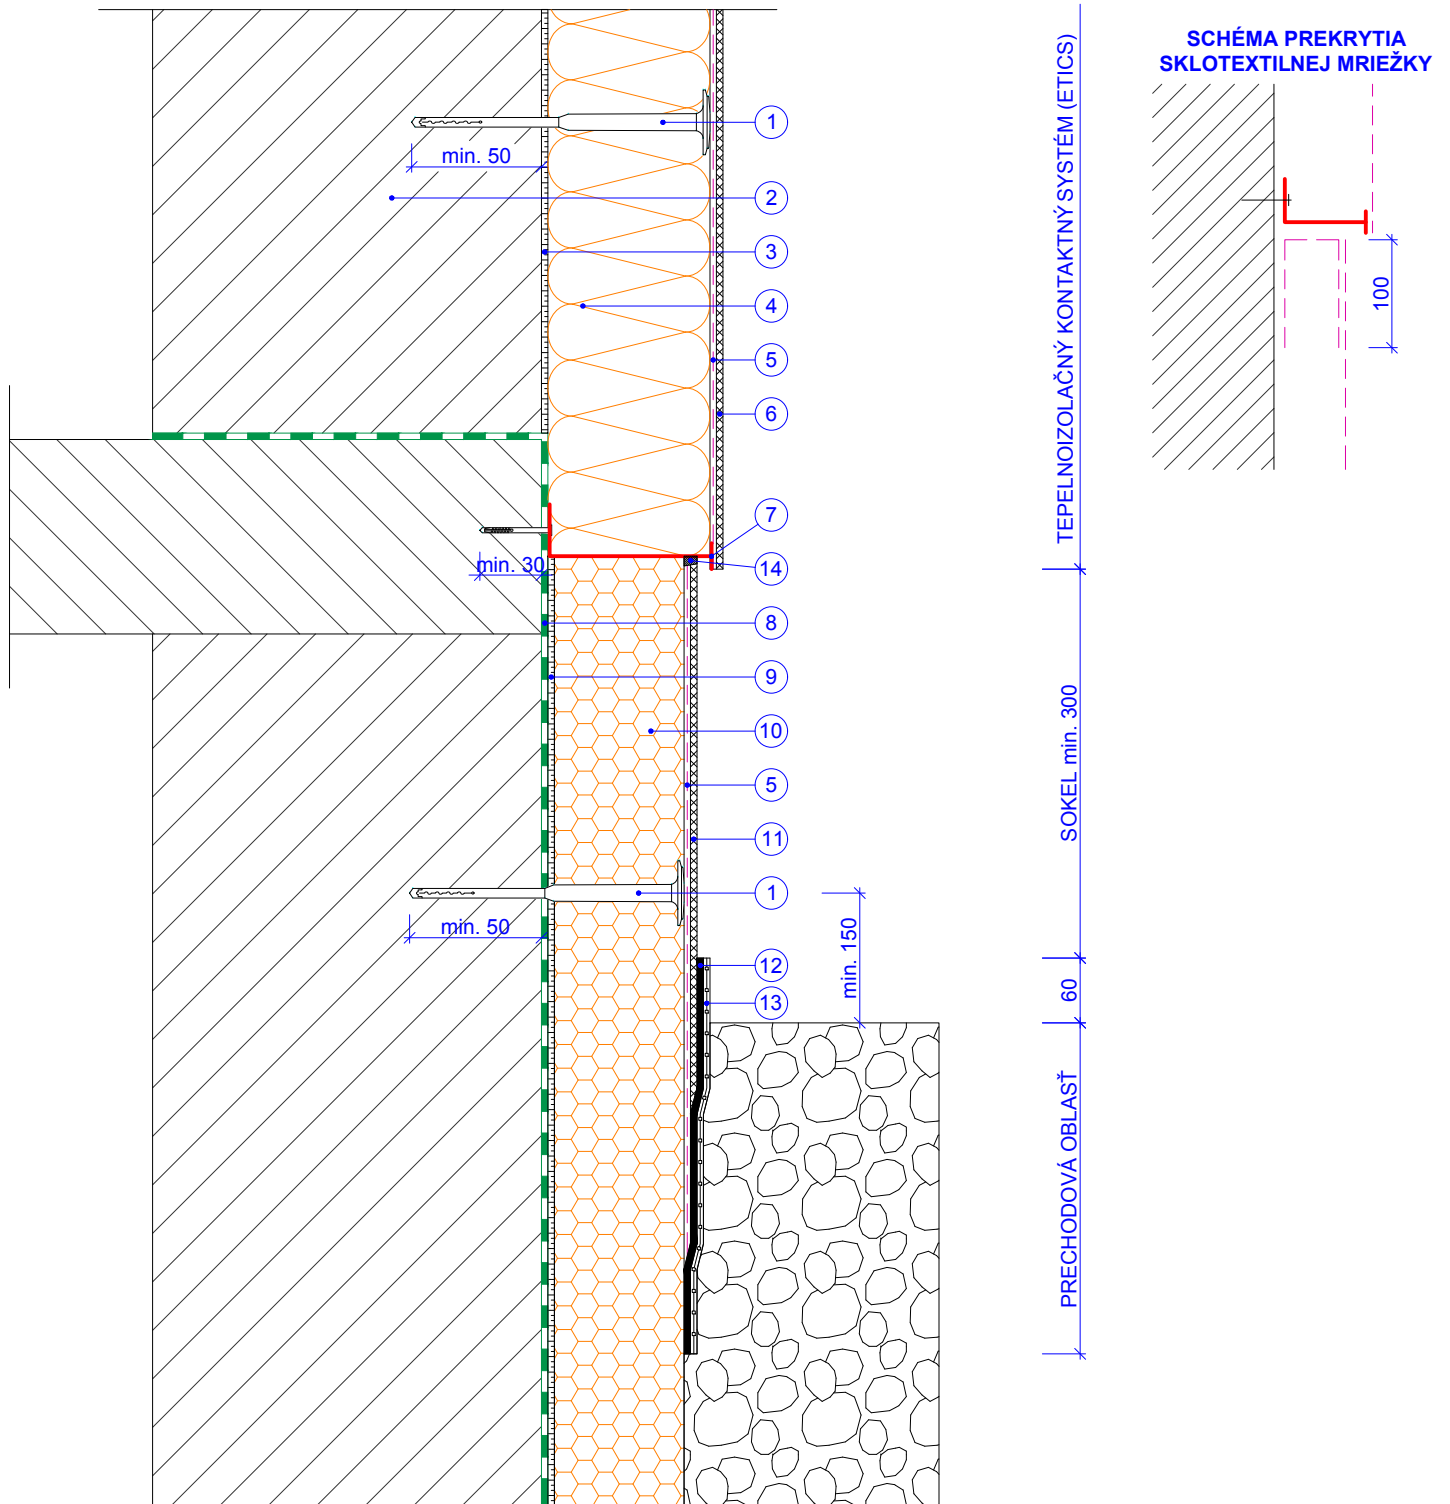 SCHÉMA PREKRYTIA
SKLOTEXTILNEJ MRIEŽKY
100
TEPELNOIZOLAČNÝ KONTAKTNÝ SYSTÉM (ETICS)
1
min. 50
2
3
4
5
6
7
14
min. 30
8
9
10
SOKEL min. 300
5
11
1
min. 50
min. 150
12
60
13
PRECHODOVÁ OBLASŤ